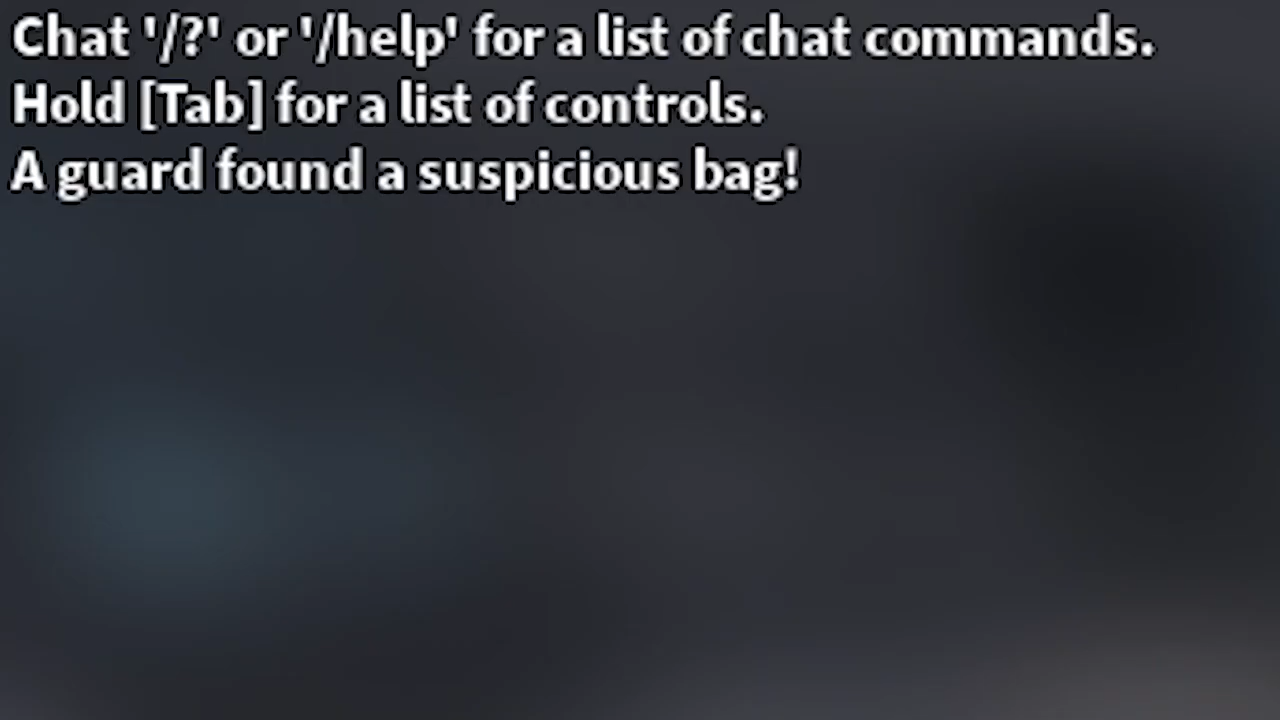 Chat '/?' or '/help' for a list of chat commands.
Hold [Tab] for a list of controls.
A guard found a suspicious bag!